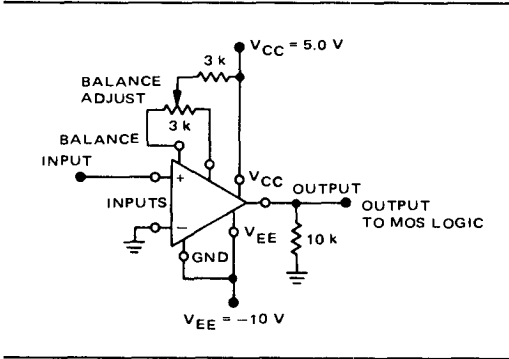 VCC = 5.0 V
3 k
BALANCE
ADJUST
3 k
BALANCE
INPUT
+
VCC
INPUTS
OUTPUT
OUTPUT
TO MOS LOGIC
−
VEE
10 k
GND
VEE = −10 V